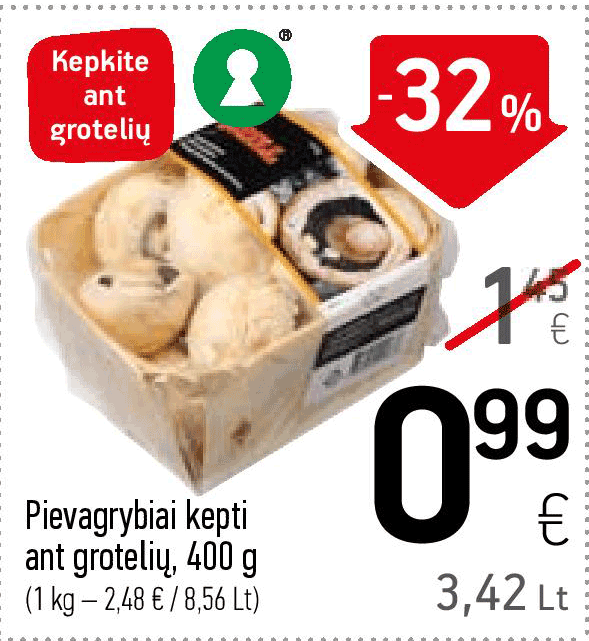 Kepkite
ant
grotelių
®
-32%
1 45
€
0 99
€
3,42 Lt
Pievagrybiai kepti
ant grotelių, 400 g
(1 kg – 2,48 € / 8,56 Lt)